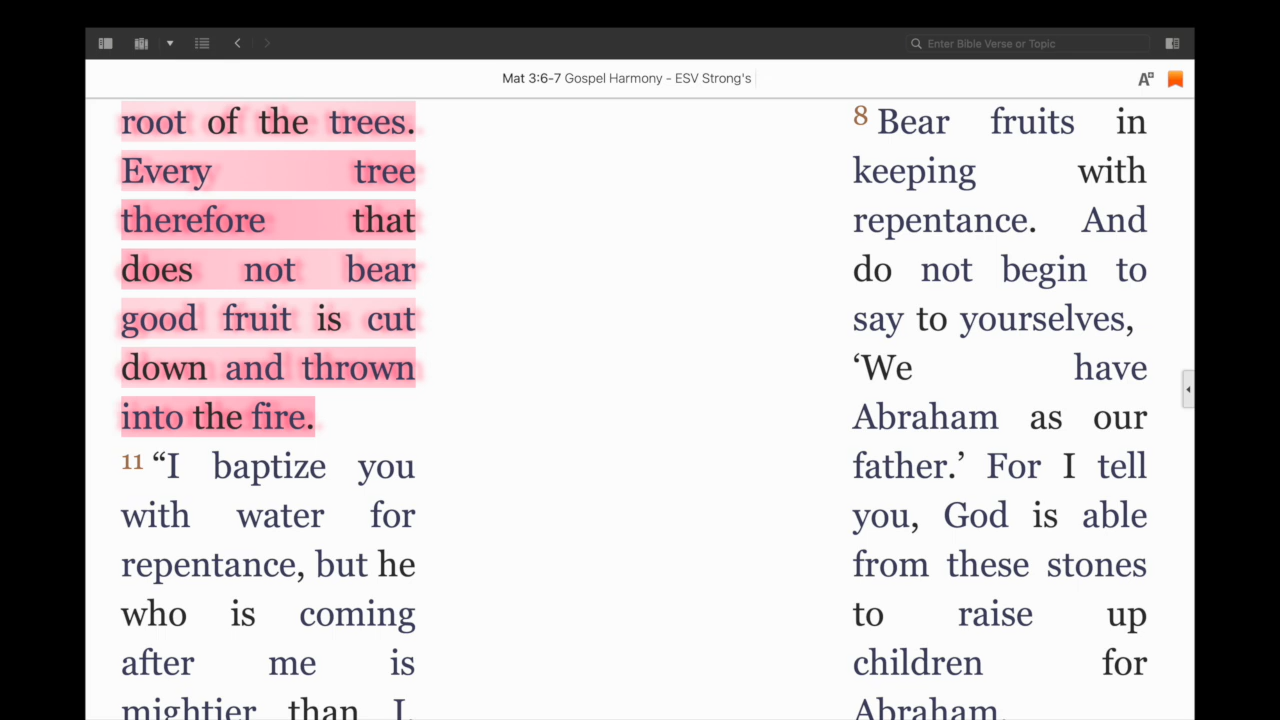 Enter Bible Verse or Topic
Mat 3:6-7 Gospel Harmony - ESV Strong's
root of the trees.
Every tree
therefore that
does not bear
good fruit is cut
down and thrown
into the fire.
11 “I baptize you
with water for
repentance, but he
who is coming
after me is
mightier than I,
8 Bear fruits in
keeping with
repentance. And
do not begin to
say to yourselves,
‘We have
Abraham as our
father.’ For I tell
you, God is able
from these stones
to raise up
children for
Abraham.